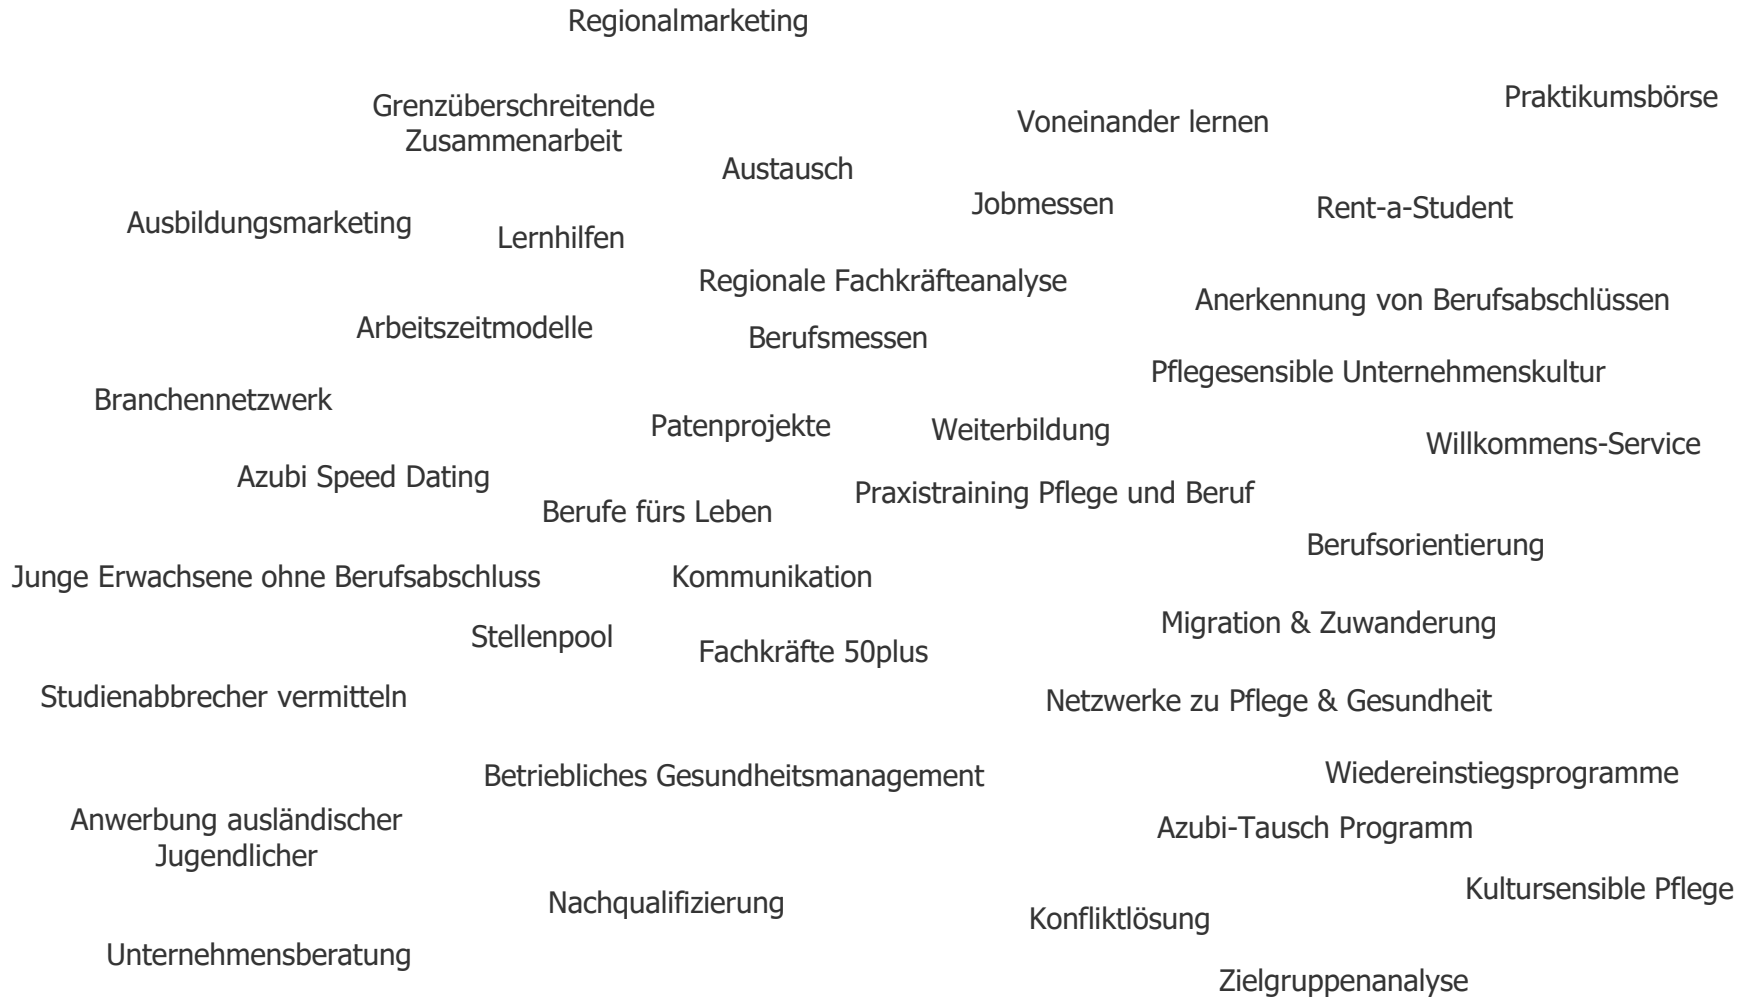 Regionalmarketing
Praktikumsbörse
Grenzüberschreitende
Zusammenarbeit
Voneinander lernen
Austausch
Jobmessen
Rent-a-Student
Ausbildungsmarketing
Lernhilfen
Regionale Fachkräfteanalyse
Anerkennung von Berufsabschlüssen
Arbeitszeitmodelle
Berufsmessen
Pflegesensible Unternehmenskultur
Branchennetzwerk
Patenprojekte
Weiterbildung
Willkommens-Service
Azubi Speed Dating
Praxistraining Pflege und Beruf
Berufe fürs Leben
Berufsorientierung
Junge Erwachsene ohne Berufsabschluss
Kommunikation
Migration & Zuwanderung
Stellenpool
Fachkräfte 50plus
Studienabbrecher vermitteln
Netzwerke zu Pflege & Gesundheit
Betriebliches Gesundheitsmanagement
Wiedereinstiegsprogramme
Anwerbung ausländischer
Jugendlicher
Azubi-Tausch Programm
Kultursensible Pflege
Nachqualifizierung
Konfliktlösung
Unternehmensberatung
Zielgruppenanalyse